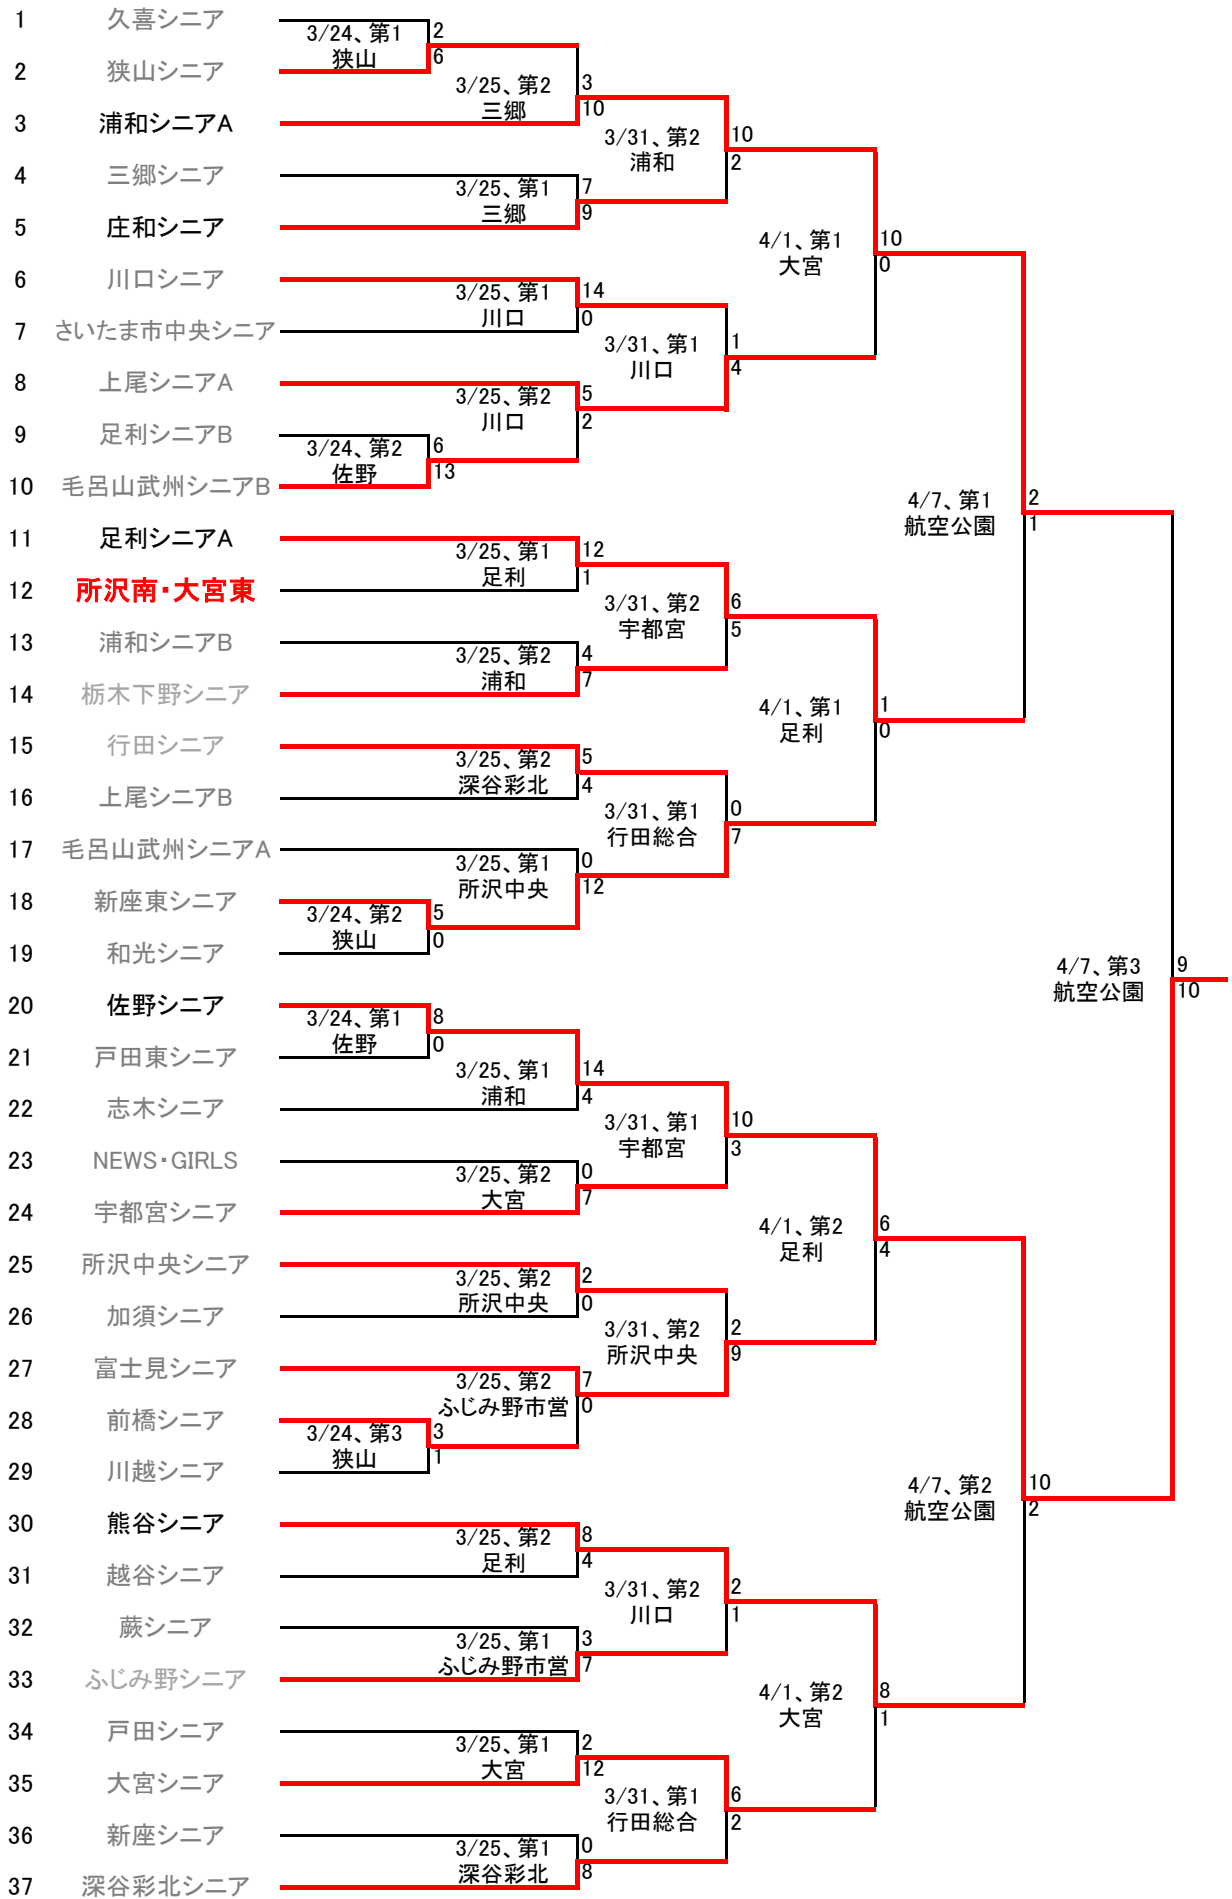 1 久喜シニア
3/24、第1 2
狭山 6
2 狭山シニア
3/25、第2 3
三郷 10
3 浦和シニアA
3/31、第2 10
浦和 2
4 三郷シニア
3/25、第1 7
三郷 9
5 庄和シニア
4/1、第1 10
大宮 0
6 川口シニア
3/25、第1 14
川口 0
7 さいたま市中央シニア
3/31、第1 1
川口 4
8 上尾シニアA
3/25、第2 5
川口 2
9 足利シニアB
3/24、第2 6
佐野 13
10 毛呂山武州シニアB
4/7、第1 2
航空公園 1
11 足利シニアA
3/25、第1 12
足利 1
12 所沢南・大宮東
3/31、第2 6
宇都宮 5
13 浦和シニアB
3/25、第2 4
浦和 7
14 栃木下野シニア
4/1、第1 1
足利 0
15 行田シニア
3/25、第2 5
深谷彩北 4
16 上尾シニアB
3/31、第1 0
行田総合 7
17 毛呂山武州シニアA
3/25、第1 0
所沢中央 12
18 新座東シニア
3/24、第2 5
狭山 0
19 和光シニア
4/7、第3 9
航空公園 10
20 佐野シニア
3/24、第1 8
佐野 0
21 戸田東シニア
3/25、第1 14
浦和 4
22 志木シニア
3/31、第1 10
宇都宮 3
23 NEWS・GIRLS
3/25、第2 0
大宮 7
24 宇都宮シニア
4/1、第2 6
足利 4
25 所沢中央シニア
3/25、第2 2
所沢中央 0
26 加須シニア
3/31、第2 2
所沢中央 9
27 富士見シニア
3/25、第2 7
ふじみ野市営 0
28 前橋シニア
3/24、第3 3
狭山 1
29 川越シニア
4/7、第2 10
航空公園 2
30 熊谷シニア
3/25、第2 8
足利 4
31 越谷シニア
3/31、第2 2
川口 1
32 蕨シニア
3/25、第1 3
ふじみ野市営 7
33 ふじみ野シニア
4/1、第2 8
大宮 1
34 戸田シニア
3/25、第1 2
大宮 12
35 大宮シニア
3/31、第1 6
行田総合 2
36 新座シニア
3/25、第1 0
深谷彩北 8
37 深谷彩北シニア